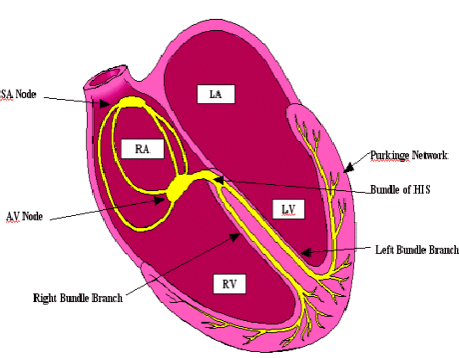 SA Node
LA
RA
Purkinge Network
Bundle of HIS
AV Node
LV
Left Bundle Branch
RV
Right Bundle Branch